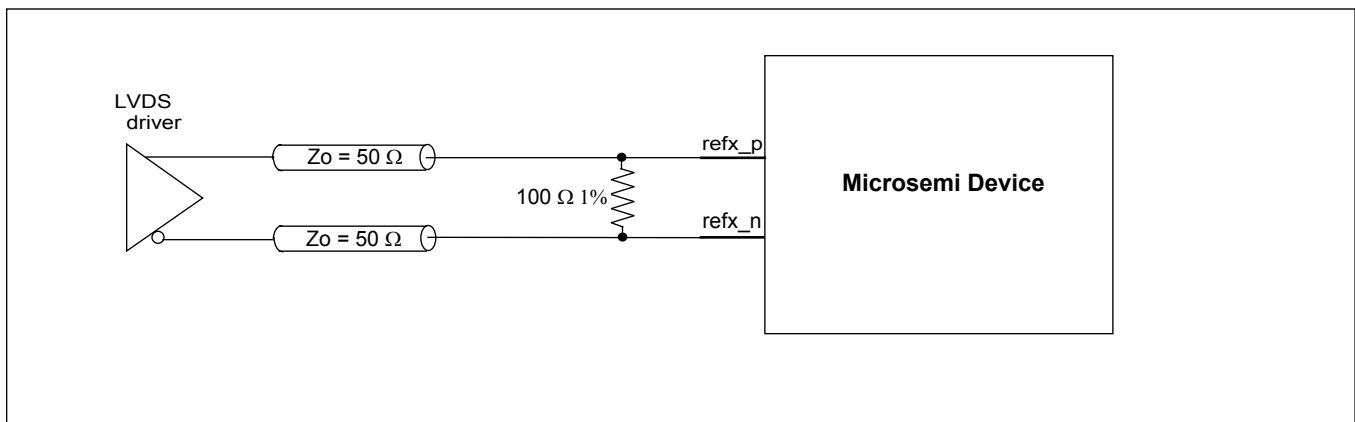 LVDS
driver
Zo = 50 Ω
refx_p
100 Ω 1%
Microsemi Device
refx_n
Zo = 50 Ω